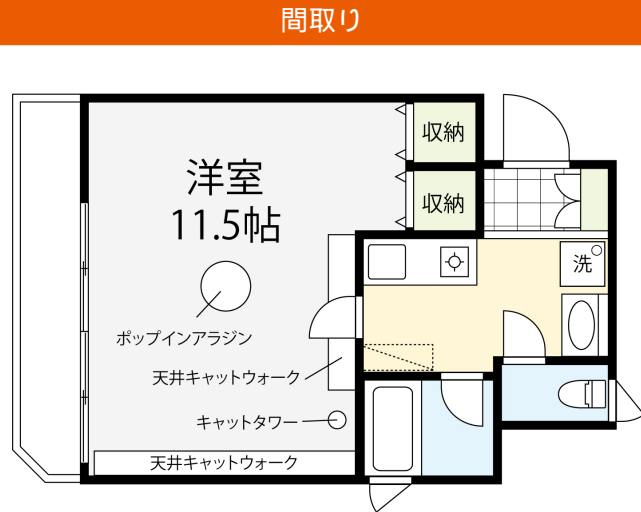 間取り
収納
洋室
11.5帖
収納
洗
ポップインアラジン
天井キャットウォーク
キャットタワー
天井キャットウォーク